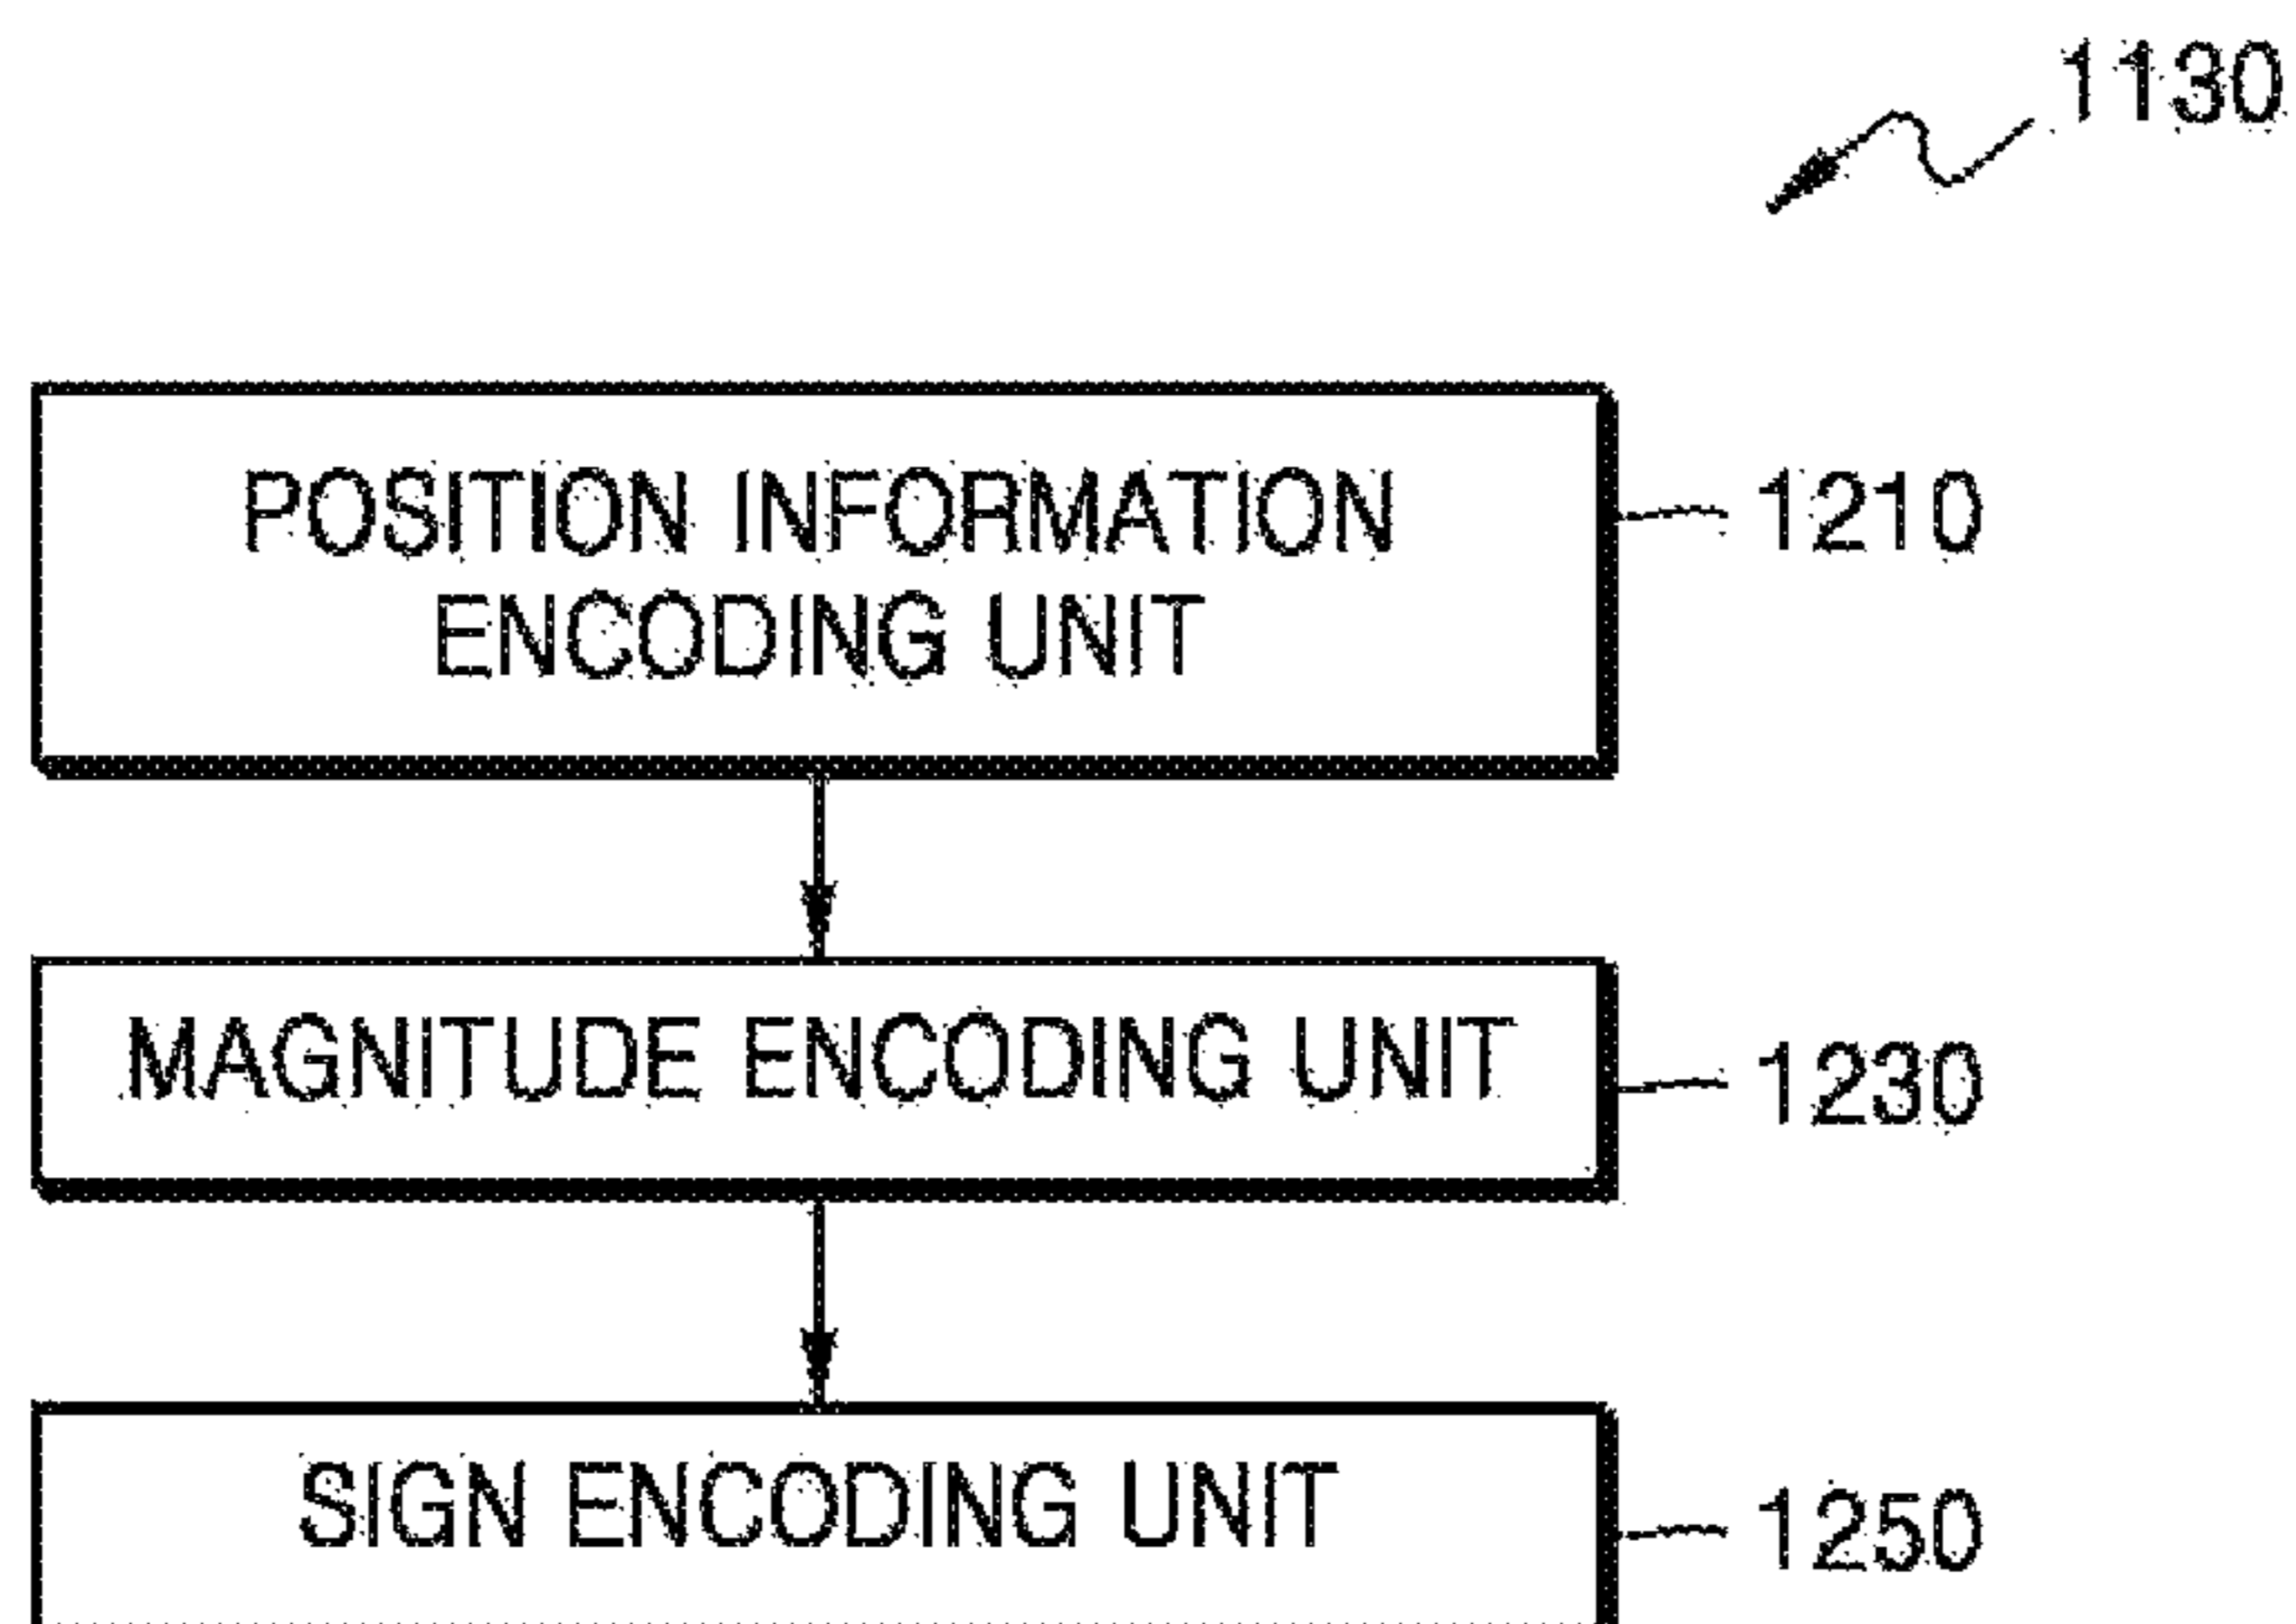 1130
POSITION INFORMATION
ENCODING UNIT
1210
MAGNITUDE ENCODING UNIT
1230
SIGN ENCODING UNIT
1250